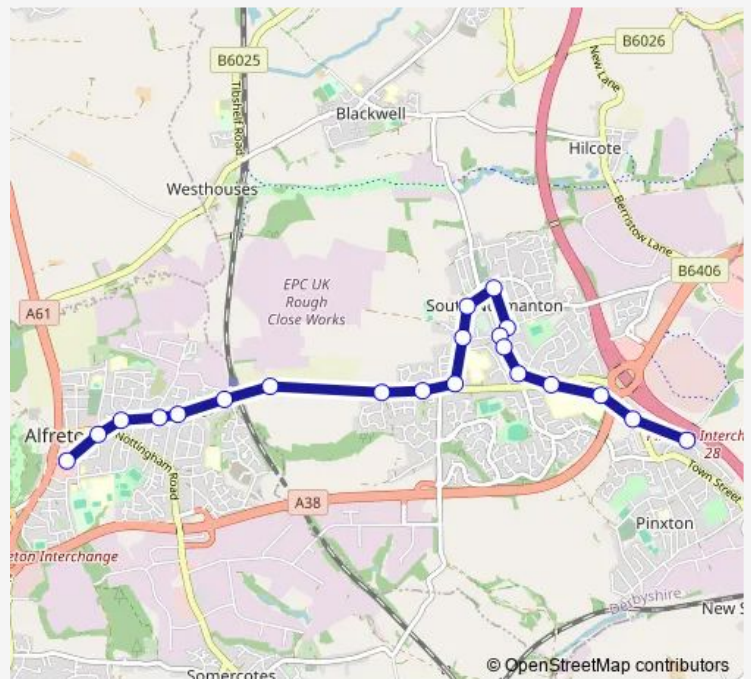 B6026
B6025
New Lane
Tibshelf Road
Blackwell
Hilcote
Westhouses
Berristow Lane
B6406
EPC UK
Rough
Close Works
A61
Alfreto
Nottingham Road
Interch
28
Town Street
A38
Pinxton
eton Interchange
Derbyshire
New S
Somercotes
© OpenStreetMap contributors